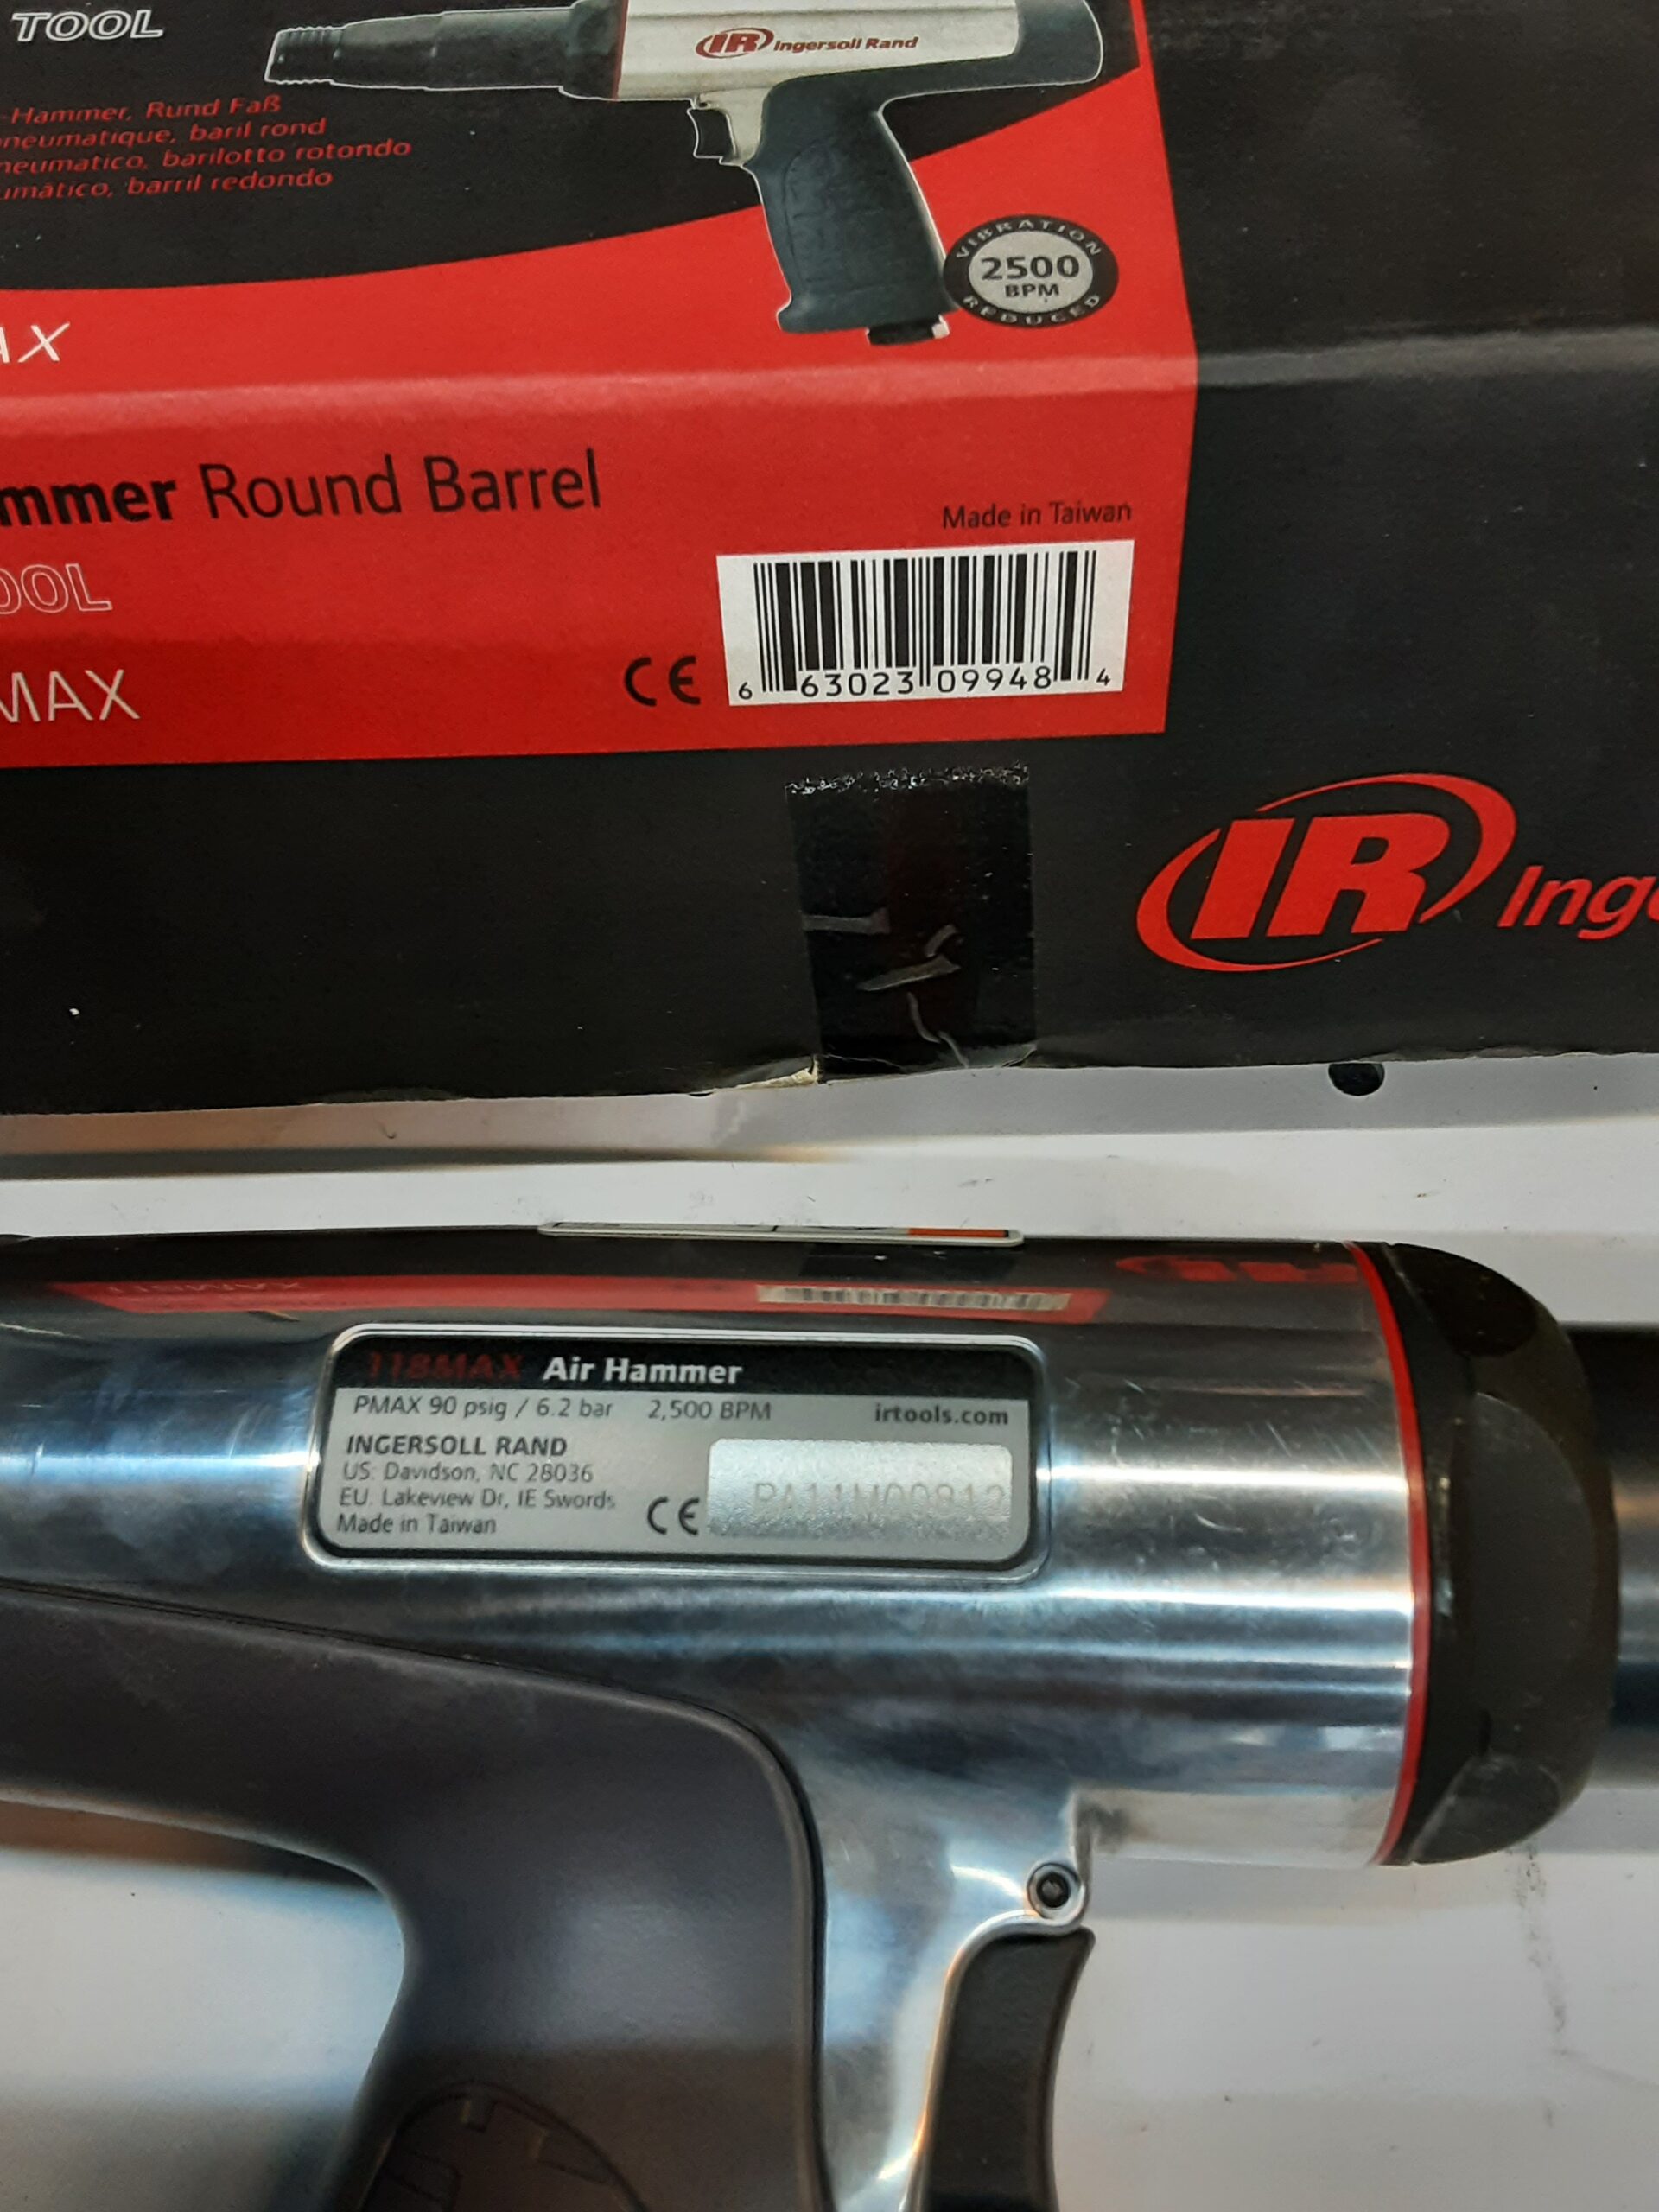 TOOL
IR Ingersoll Rand
-Hammer, Rund Faß
neumatique, baril rond
neumatico, barilotto rotondo
umático, barril redondo
VIBRATION
2500
BPM
REDUCED
AX
mmer Round Barrel
Made in Taiwan
OOL
MAX
CE
6 63023 09948 4
IR Inge
118MAX Air Hammer
PMAX 90 psig / 6.2 bar 2,500 BPM irtools.com
INGERSOLL RAND
US: Davidson, NC 28036
EU. Lakeview Dr, IE Swords
Made in Taiwan
CE